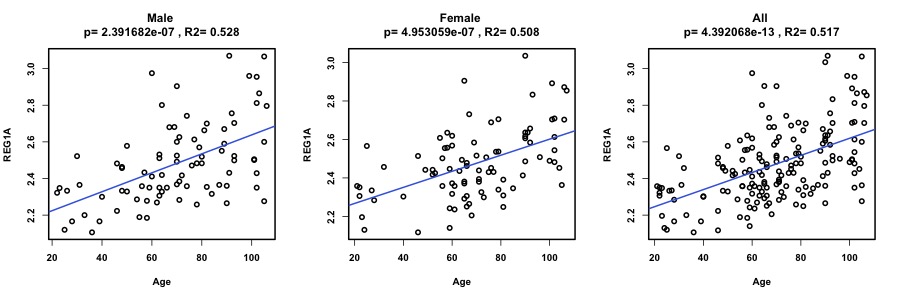 Male
p= 2.391682e-07 , R2= 0.528
REG1A
3.0
2.8
2.6
2.4
2.2
20 40 60 80 100
Age
Female
p= 4.953059e-07 , R2= 0.508
REG1A
3.0
2.8
2.6
2.4
2.2
20 40 60 80 100
Age
All
p= 4.392068e-13 , R2= 0.517
REG1A
3.0
2.8
2.6
2.4
2.2
20 40 60 80 100
Age